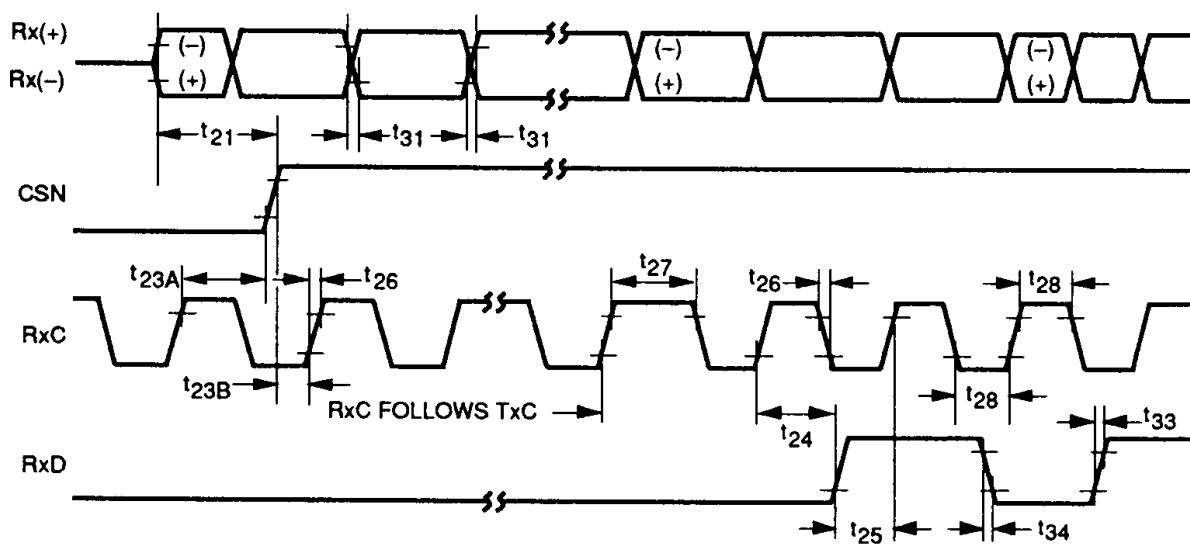 Rx(+)
Rx(–)
(–)
(+)
(–)
(+)
(–)
(+)
t21
t31
t31
CSN
t23A
t26
t27
t26
t28
RxC
t23B
RxC FOLLOWS TxC
t24
t28
t33
RxD
t25
t34